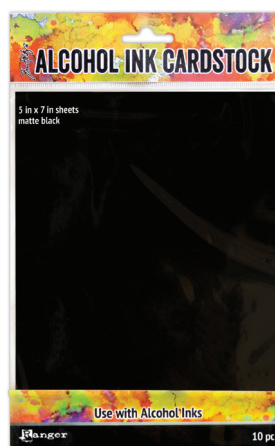 ALCOHOL INK CARDSTOCK
5 in x 7 in sheets
matte black
Use with Alcohol Inks
Ranger
10 pc